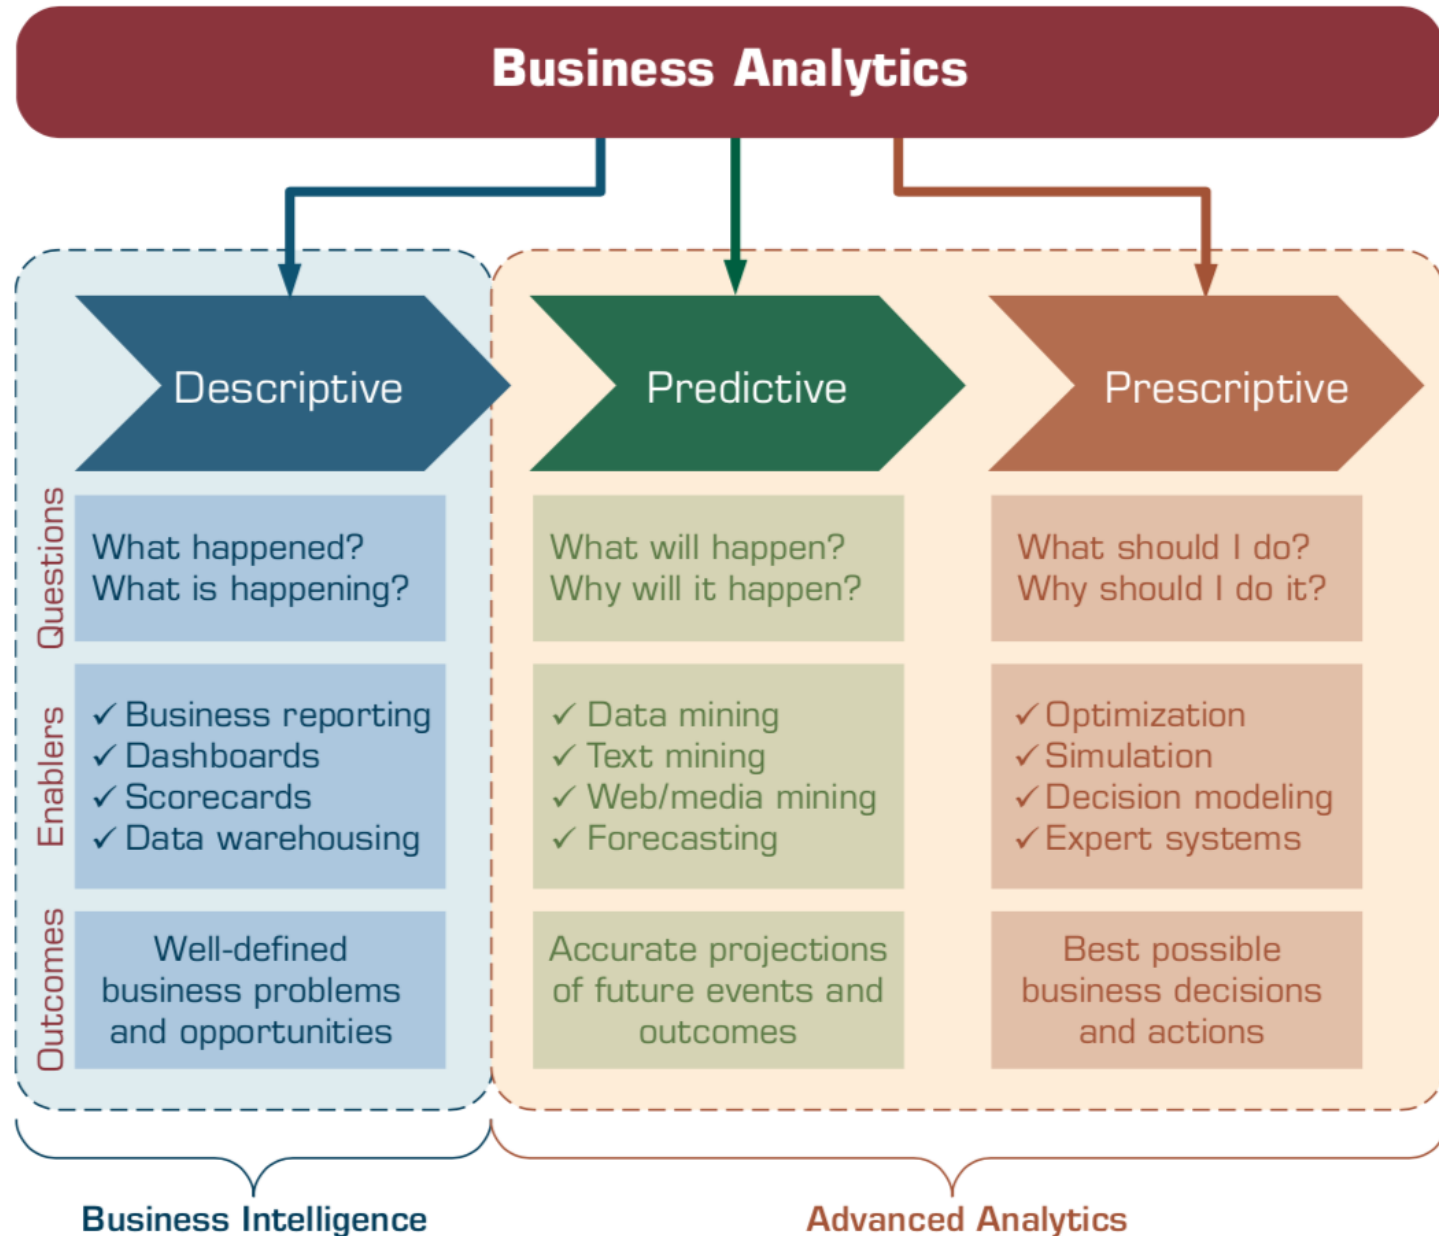 Business Analytics
Descriptive
Predictive
Prescriptive
Questions
What happened?
What is happening?
What will happen?
Why will it happen?
What should I do?
Why should I do it?
Enablers
✓ Business reporting
✓ Dashboards
✓ Scorecards
✓ Data warehousing
✓ Data mining
✓ Text mining
✓ Web/media mining
✓ Forecasting
✓ Optimization
✓ Simulation
✓ Decision modeling
✓ Expert systems
Outcomes
Well-defined
business problems
and opportunities
Accurate projections
of future events and
outcomes
Best possible
business decisions
and actions
Business Intelligence
Advanced Analytics